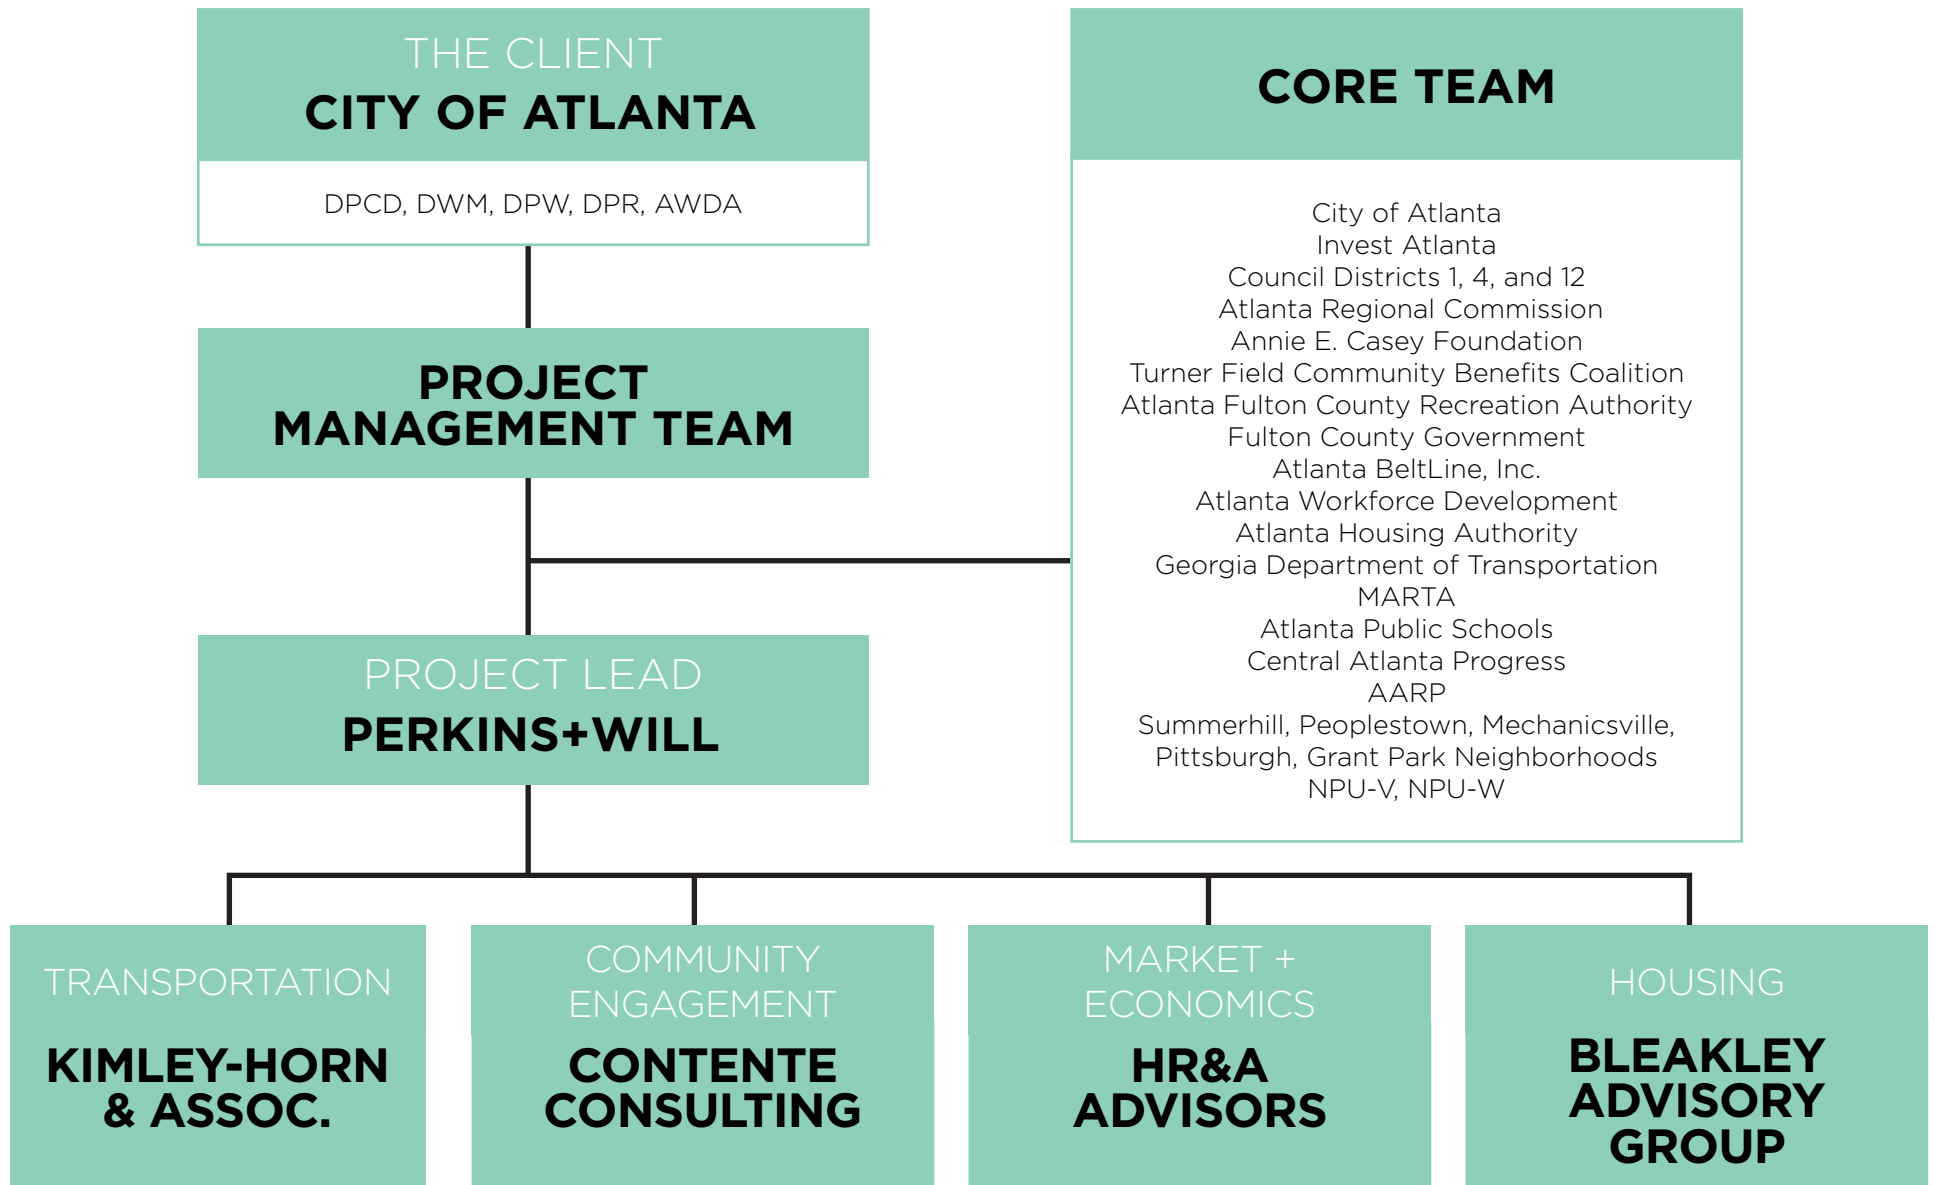 THE CLIENT
CITY OF ATLANTA
DPCD, DWM, DPW, DPR, AWDA
PROJECT
MANAGEMENT TEAM
PROJECT LEAD
PERKINS+WILL
CORE TEAM
City of Atlanta
Invest Atlanta
Council Districts 1, 4, and 12
Atlanta Regional Commission
Annie E. Casey Foundation
Turner Field Community Benefits Coalition
Atlanta Fulton County Recreation Authority
Fulton County Government
Atlanta BeltLine, Inc.
Atlanta Workforce Development
Atlanta Housing Authority
Georgia Department of Transportation
MARTA
Atlanta Public Schools
Central Atlanta Progress
AARP
Summerhill, Peoplestown, Mechanicsville,
Pittsburgh, Grant Park Neighborhoods
NPU-V, NPU-W
TRANSPORTATION
KIMLEY-HORN
& ASSOC.
COMMUNITY
ENGAGEMENT
CONTENTE
CONSULTING
MARKET +
ECONOMICS
HR&A
ADVISORS
HOUSING
BLEAKLEY
ADVISORY
GROUP